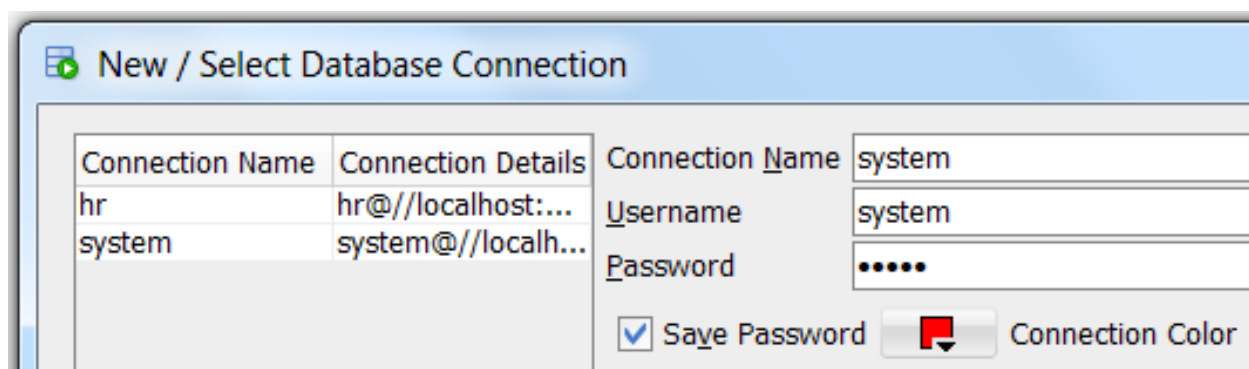 New / Select Database Connection
Connection Name Connection Details
hr hr@//localhost:...
system system@//localh...
Connection Name system
Username system
Password •••••
Save Password Connection Color